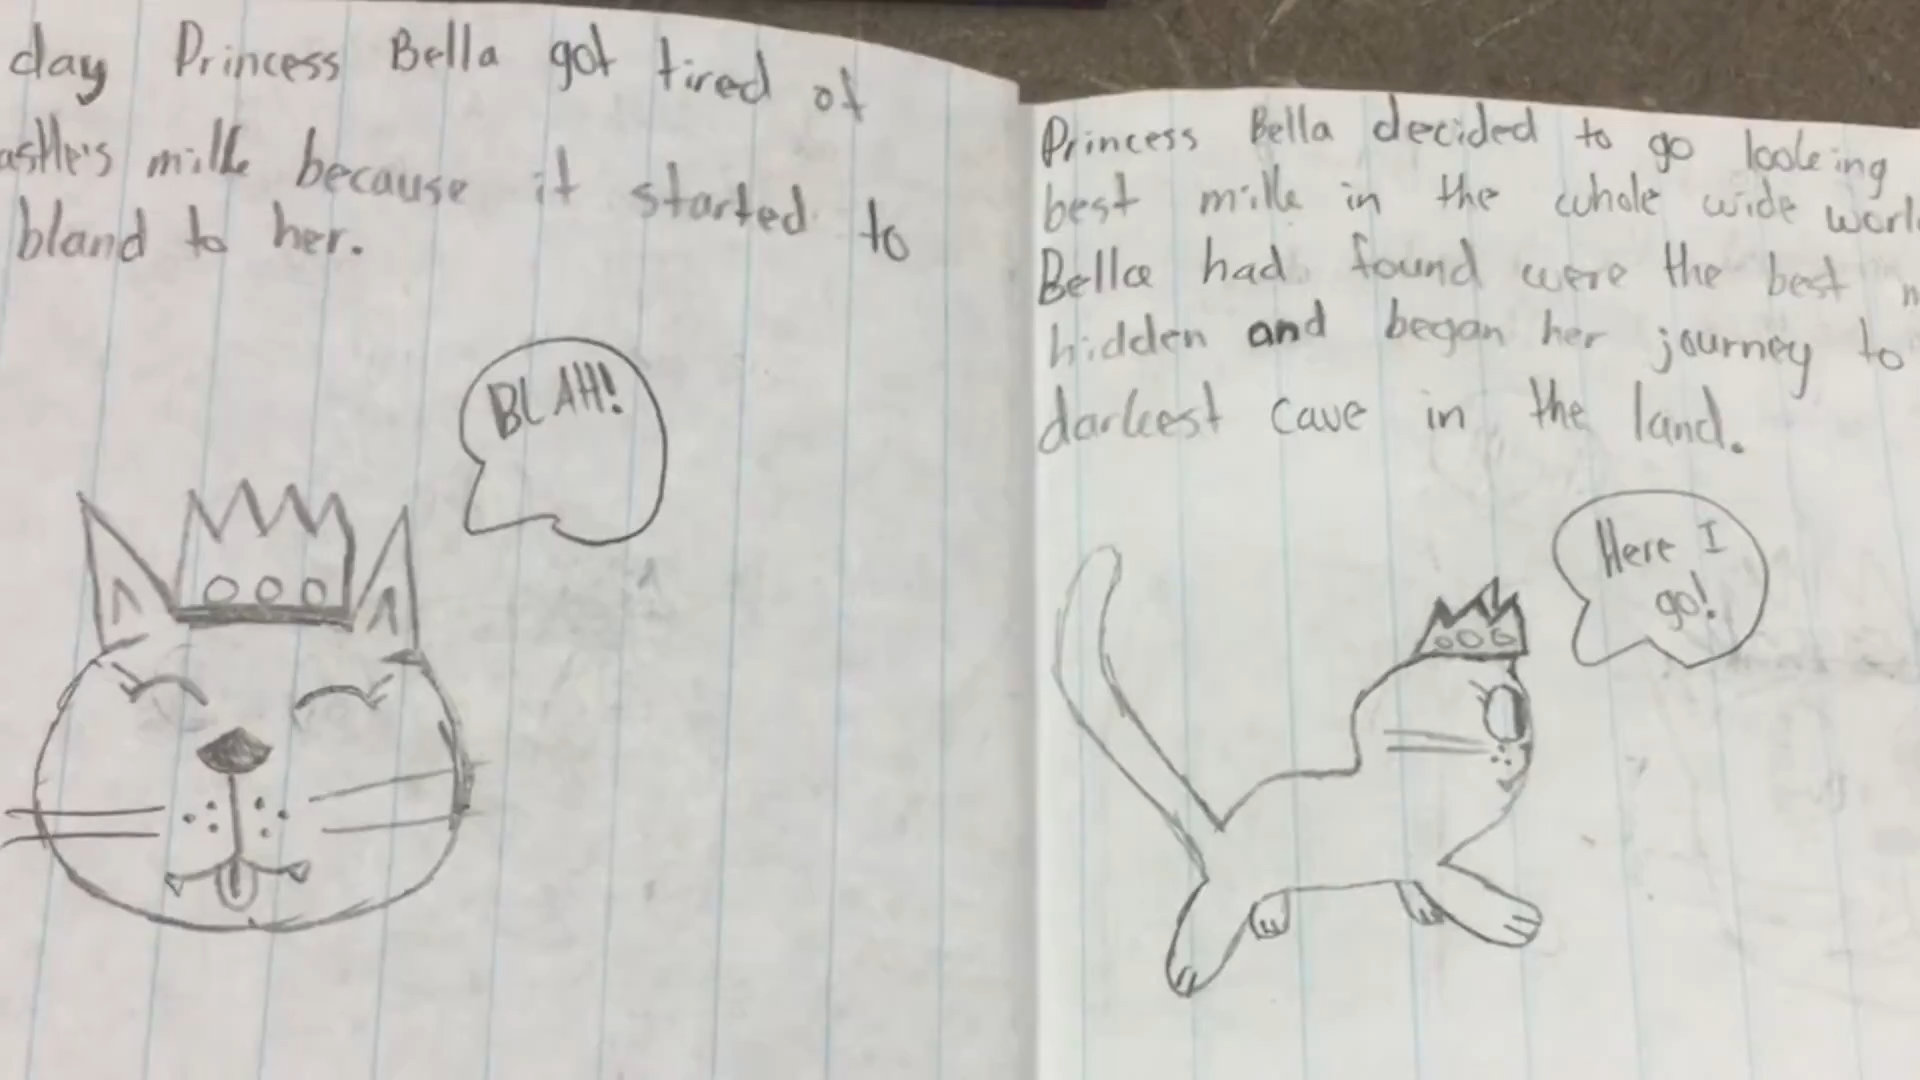 day Princess Bella got tired of
astle's milk because it started to
bland to her.
BLAH!
Princess Bella decided to go looking
best milk in the whole wide worl
Bella had found were the best m
hidden and began her journey to
darkest cave in the land.
Here I
go!